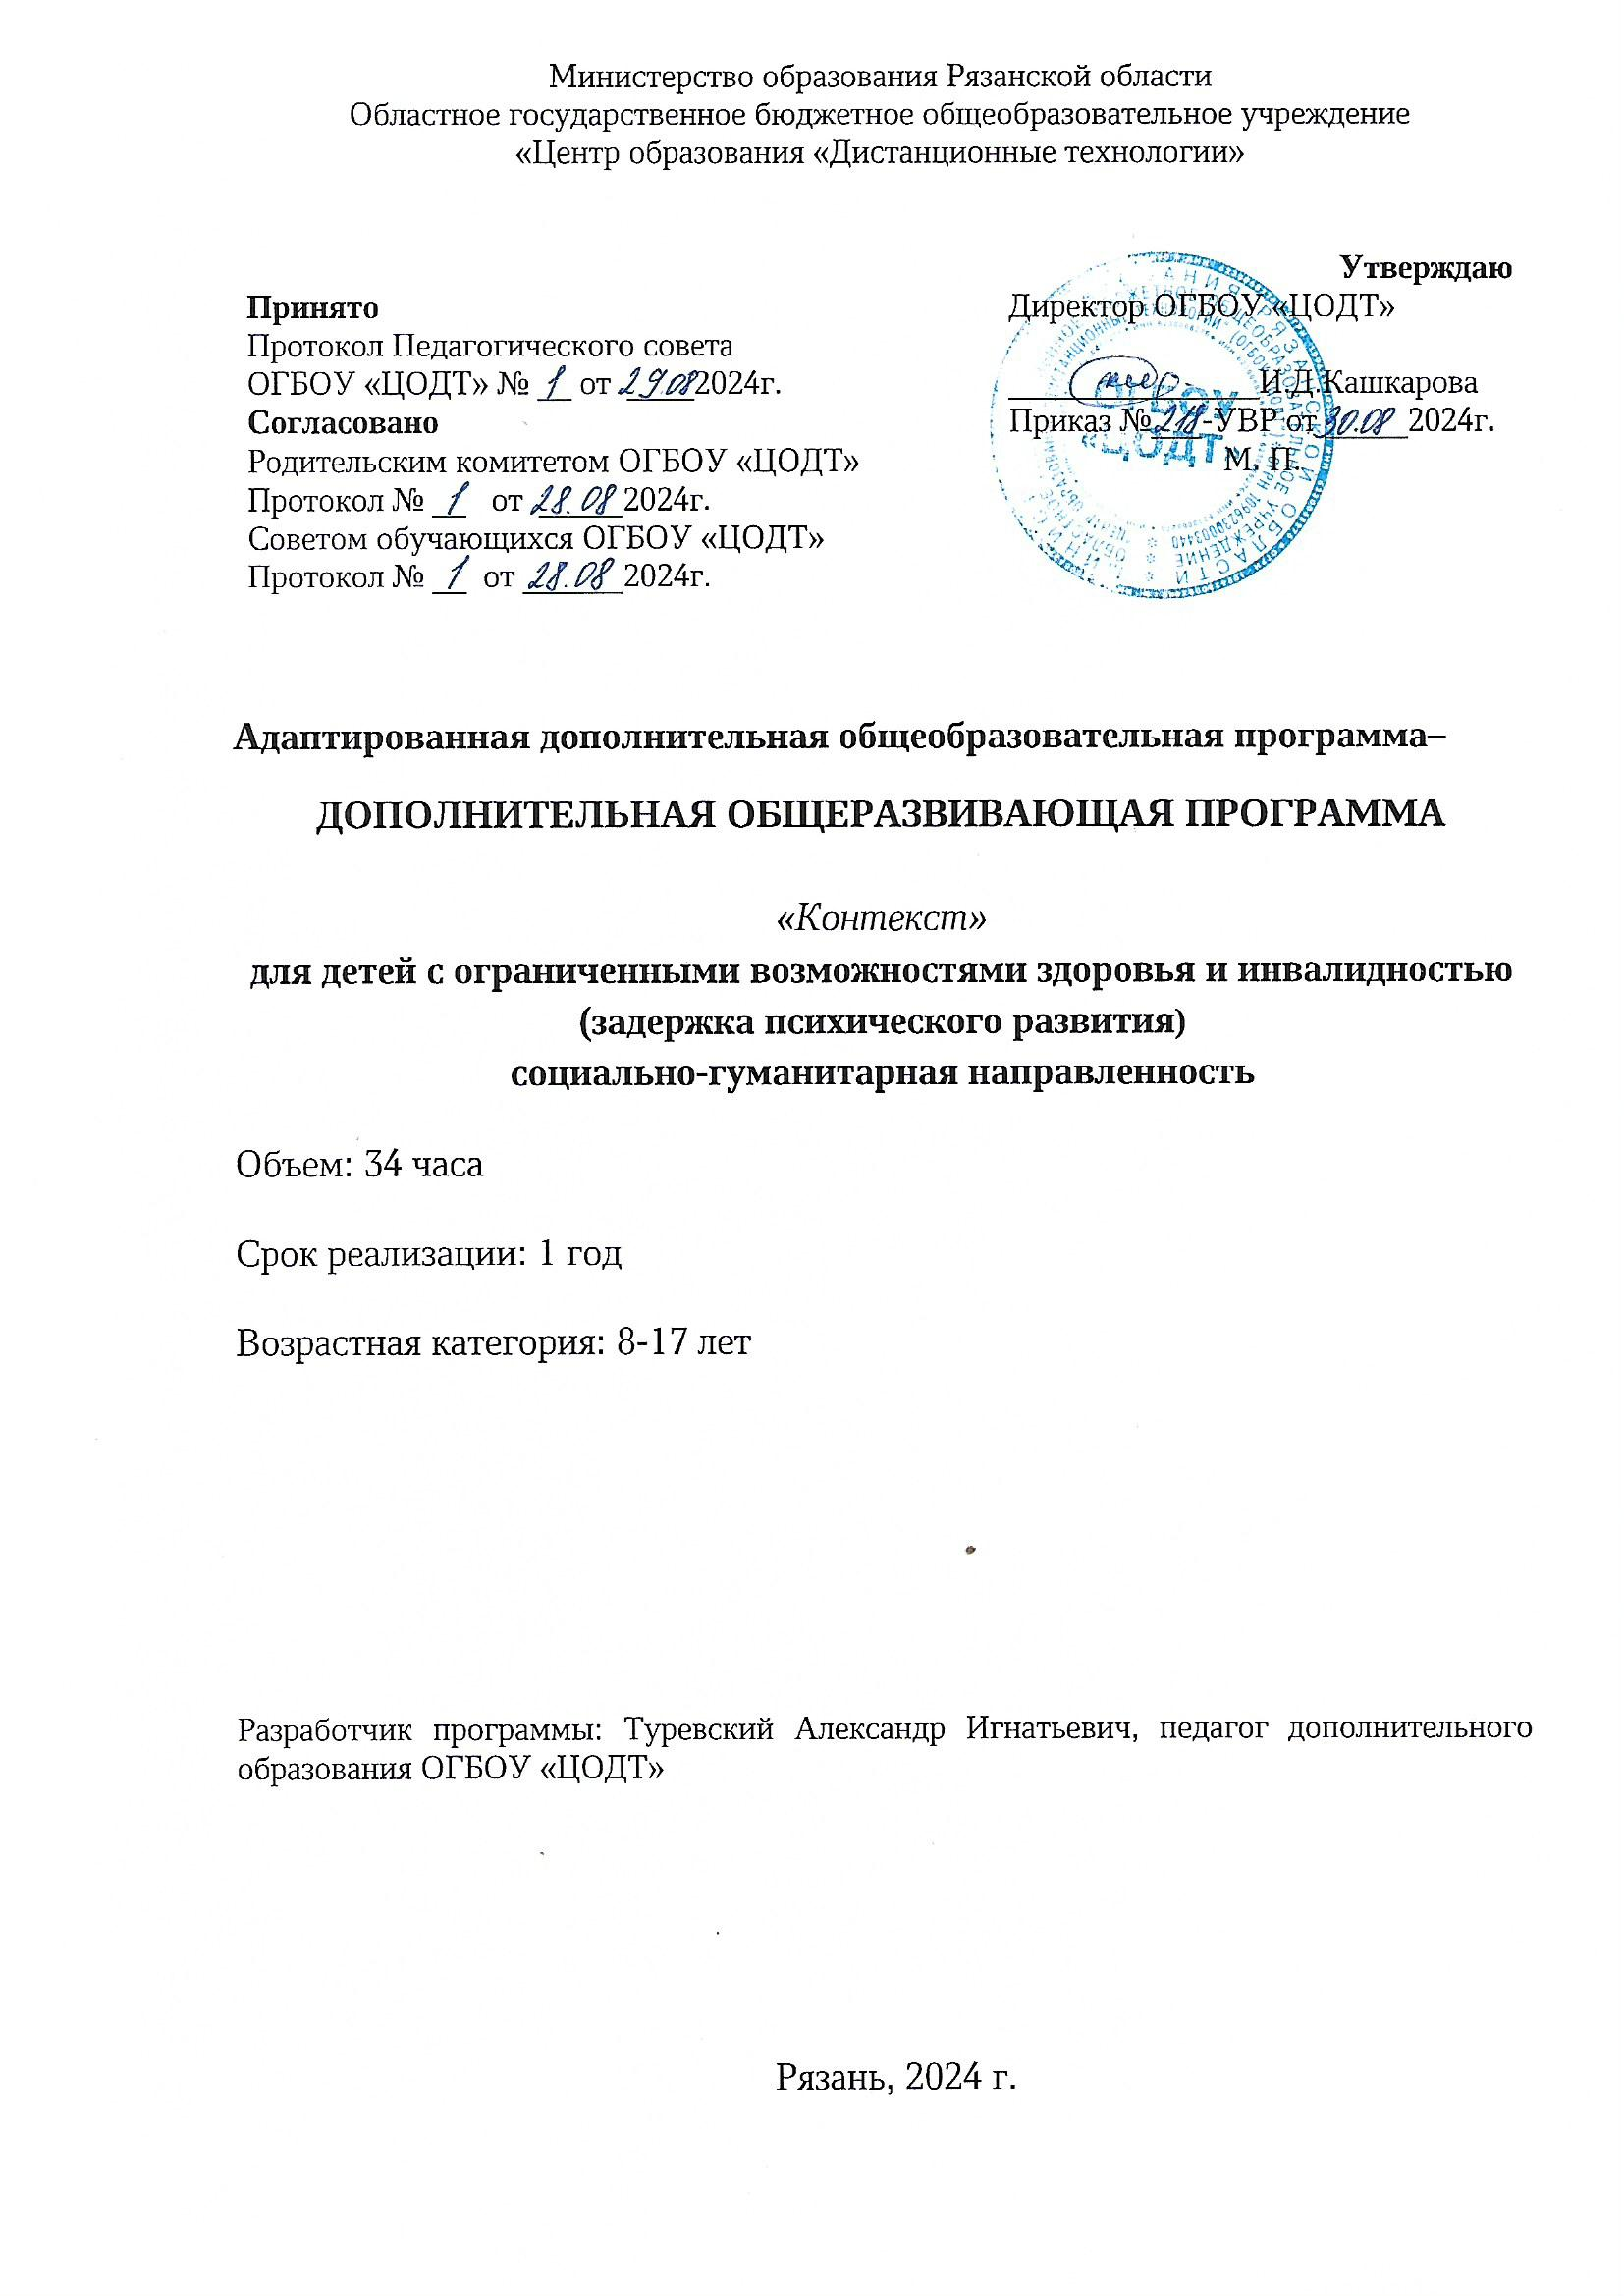 Министерство образования Рязанской области
Областное государственное бюджетное общеобразовательное учреждение
«Центр образования «Дистанционные технологии»
Принято
Протокол Педагогического совета
ОГБОУ «ЦОДТ» № 1 от 29.08 2024г.
Согласовано
Родительским комитетом ОГБОУ «ЦОДТ»
Протокол № 1 от 28.08 2024г.
Советом обучающихся ОГБОУ «ЦОДТ»
Протокол № 1 от 28.08 2024г.
Утверждаю
Директор ОГБОУ «ЦОДТ»
И.Д.Кашкарова
Приказ № 218-УВР от 30.08 2024г.
М. П.
ОГБОУ
«ЦОДТ»
Адаптированная дополнительная общеобразовательная программа–
ДОПОЛНИТЕЛЬНАЯ ОБЩЕРАЗВИВАЮЩАЯ ПРОГРАММА
«Контекст»
для детей с ограниченными возможностями здоровья и инвалидностью
(задержка психического развития)
социально-гуманитарная направленность
Объем: 34 часа
Срок реализации: 1 год
Возрастная категория: 8-17 лет
Разработчик программы: Туревский Александр Игнатьевич, педагог дополнительного
образования ОГБОУ «ЦОДТ»
Рязань, 2024 г.